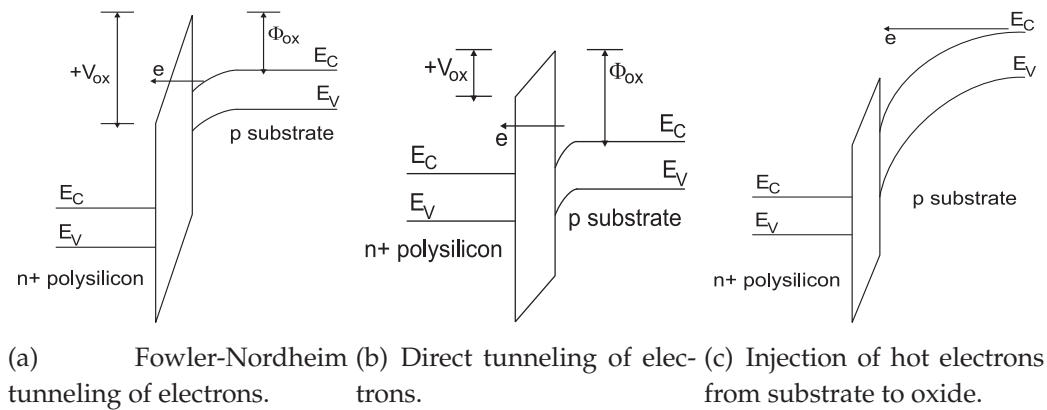 +V_ox
Φ_ox
e
E_C
E_V
p substrate
E_C
E_V
n+ polysilicon
+V_ox
Φ_ox
e
E_C
E_C
E_V
E_V
p substrate
n+ polysilicon
E_C
e
E_V
E_C
E_V
p substrate
n+ polysilicon
(a) Fowler-Nordheim
tunneling of electrons.
(b) Direct tunneling of elec-
trons.
(c) Injection of hot electrons
from substrate to oxide.